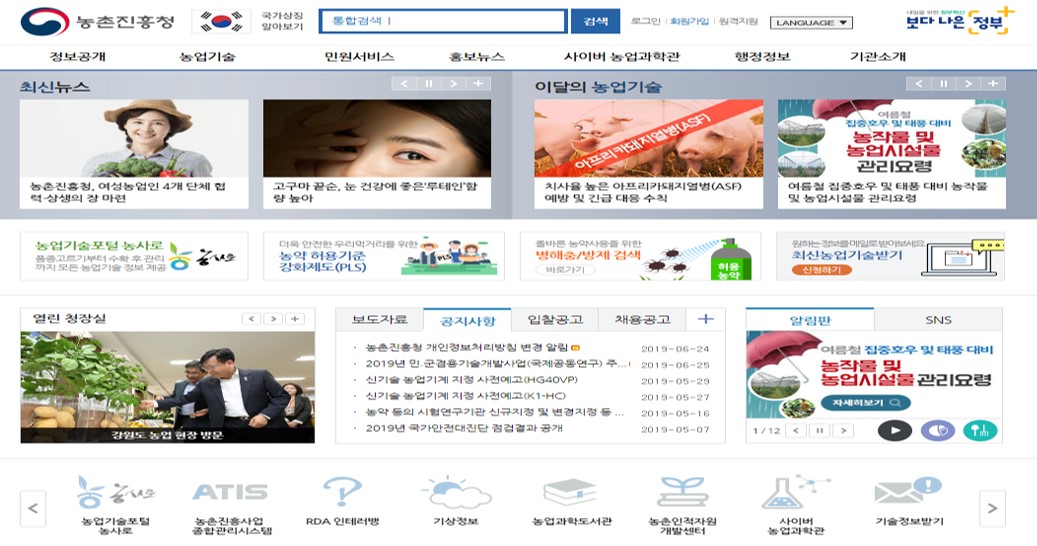 농촌진흥청
국가상징
알아보기
통합검색
검색
로그인 | 회원가입 | 원격지원
LANGUAGE
내일을 위한 정부혁신
보다 나은 정부
정보공개 농업기술 민원서비스 홍보뉴스 사이버 농업과학관 행정정보 기관소개
최신뉴스
농촌진흥청, 여성농업인 4개 단체 협
력·상생의 장 마련
고구마 끝순, 눈 건강에 좋은'루테인'함
량 높아
이달의 농업기술
아프리카돼지열병(ASF)
치사율 높은 아프리카돼지열병(ASF)
예방 및 긴급 대응 수칙
여름철
집중호우 및 태풍 대비
농작물 및
농업시설물
관리요령
여름철 집중호우 및 태풍 대비 농작물
및 농업시설물 관리요령
농업기술포털 농사로
품종고르기부터 수확 후 관리
까지 모든 농업기술 정보 제공
농사로
더욱 안전한 우리먹거리를 위한
농약 허용기준
강화제도(PLS)
PLS
올바른 농약사용을 위한
병해충/방제 검색
바로가기
허용
농약
원하는정보를메일로받아보세요
최신농업기술받기
신청하기
열린 청장실
강원도 농업 현장 방문
보도자료 공지사항 입찰공고 채용공고
농촌진흥청 개인정보처리방침 변경 알림 2019-06-24
2019년 민.군겸용기술개발사업(국제공동연구) 주... 2019-06-25
신기술 농업기계 지정 사전예고(HG40VP) 2019-05-29
신기술 농업기계 지정 사전예고(K1-HC) 2019-05-27
농약 등의 시험연구기관 신규지정 및 변경지정 등 ... 2019-05-16
2019년 국가안전대진단 점검결과 공개 2019-05-07
알림판 SNS
여름철 집중호우 및 태풍 대비
농작물 및
농업시설물 관리요령
자세히보기
1 / 12
농사로
ATIS
농업기술포털
농사로
농촌진흥사업
종합관리시스템
RDA 인테러뱅
기상정보
농업과학도서관
농촌인적자원
개발센터
사이버
농업과학관
기술정보받기